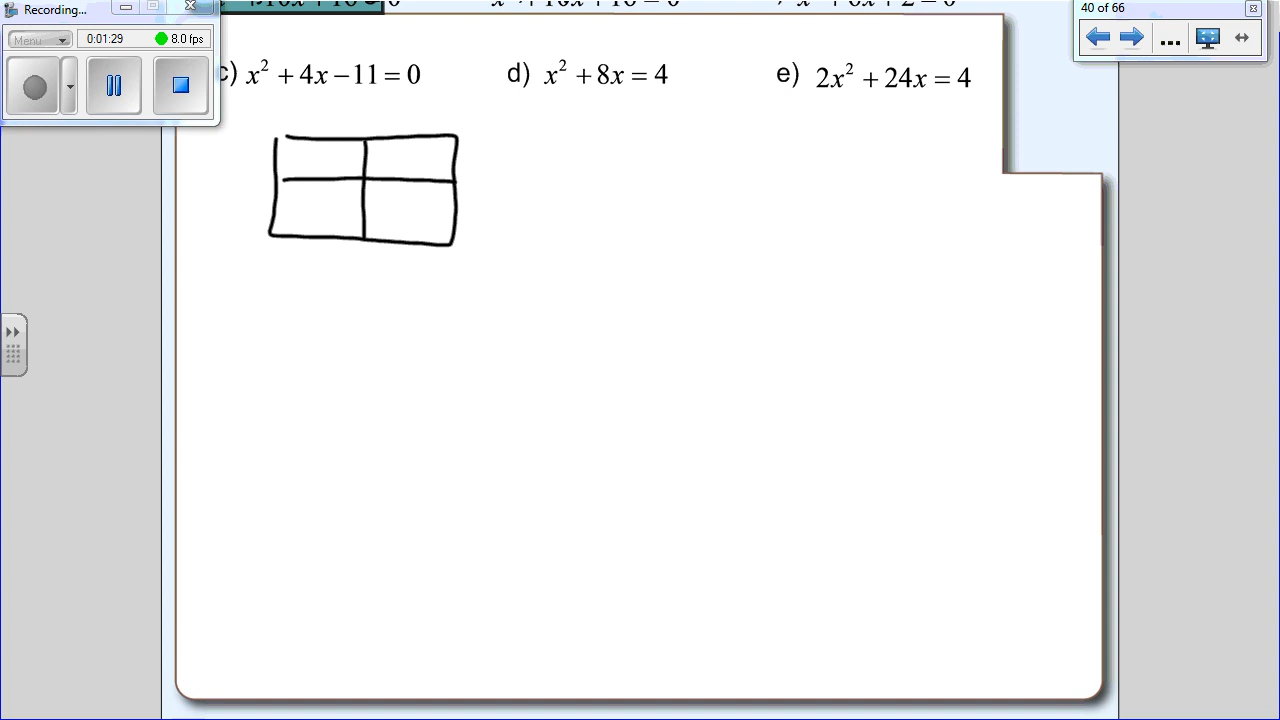 Recording...
40 of 66
Menu
0:01:29
8.0 fps
c) x² + 4x − 11 = 0
d) x² + 8x = 4
e) 2x² + 24x = 4